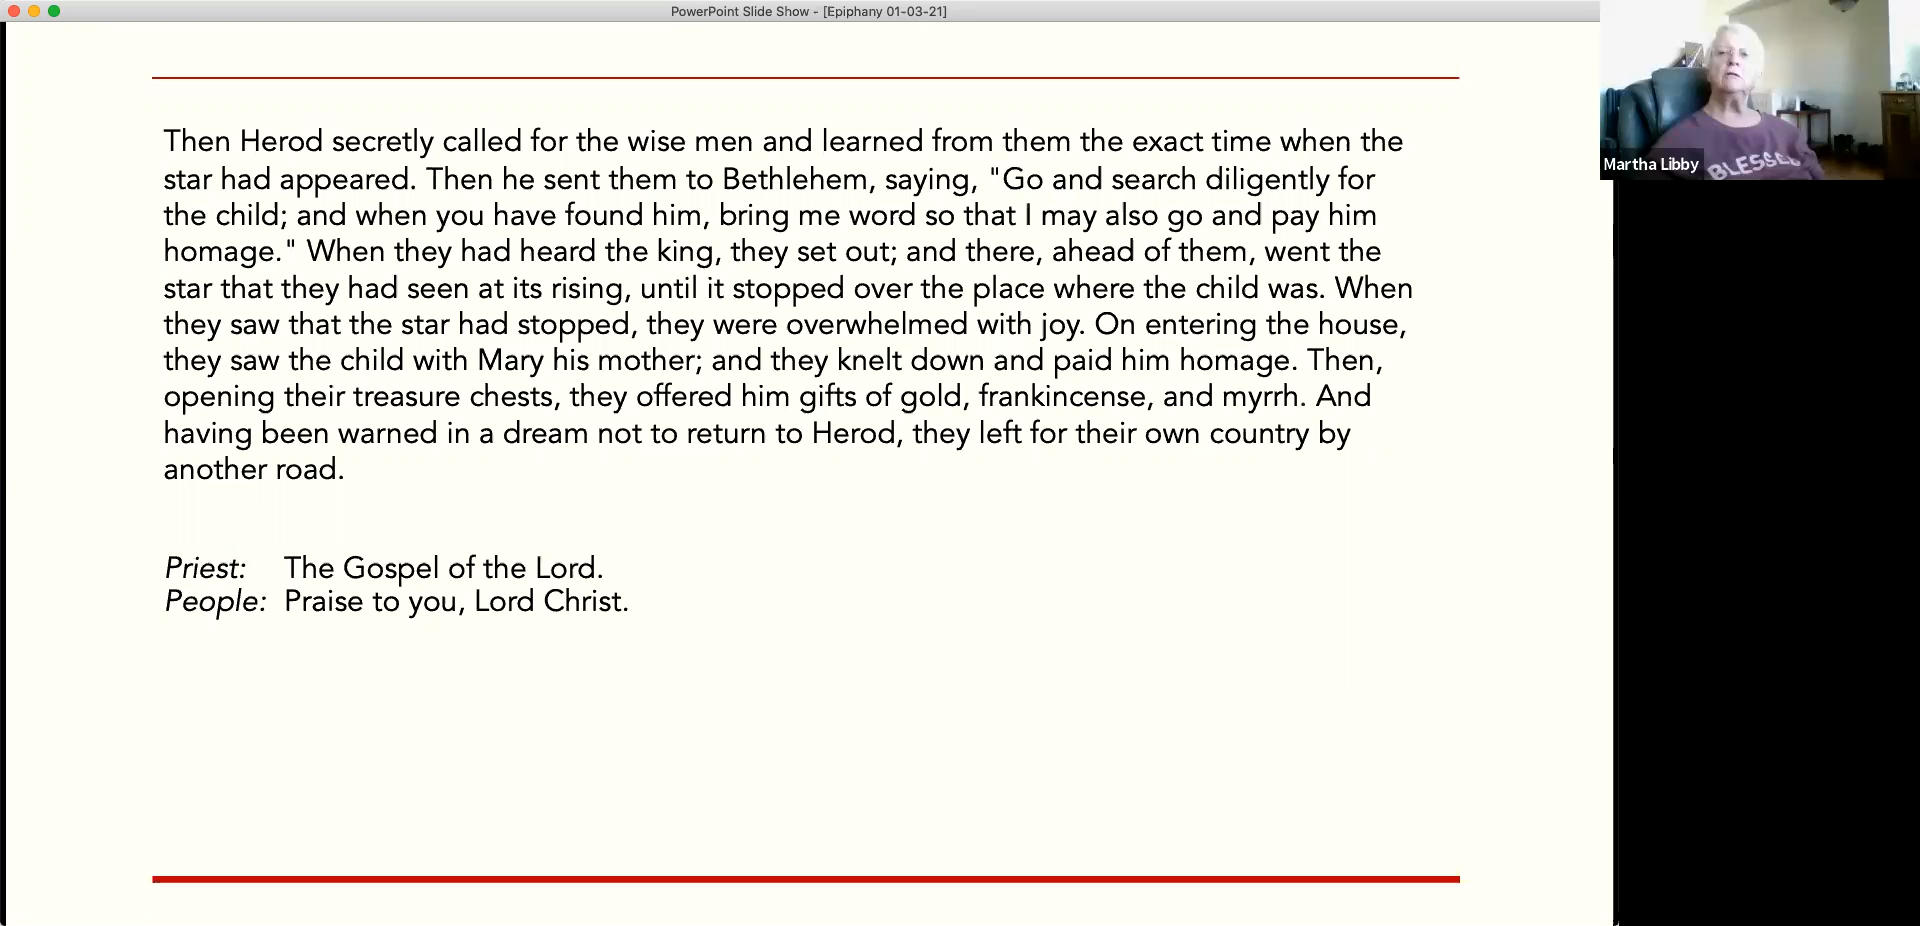 PowerPoint Slide Show - [Epiphany 01-03-21]
Then Herod secretly called for the wise men and learned from them the exact time when the
star had appeared. Then he sent them to Bethlehem, saying, "Go and search diligently for
the child; and when you have found him, bring me word so that I may also go and pay him
homage." When they had heard the king, they set out; and there, ahead of them, went the
star that they had seen at its rising, until it stopped over the place where the child was. When
they saw that the star had stopped, they were overwhelmed with joy. On entering the house,
they saw the child with Mary his mother; and they knelt down and paid him homage. Then,
opening their treasure chests, they offered him gifts of gold, frankincense, and myrrh. And
having been warned in a dream not to return to Herod, they left for their own country by
another road.
Priest: The Gospel of the Lord.
People: Praise to you, Lord Christ.
BLESSED
Martha Libby